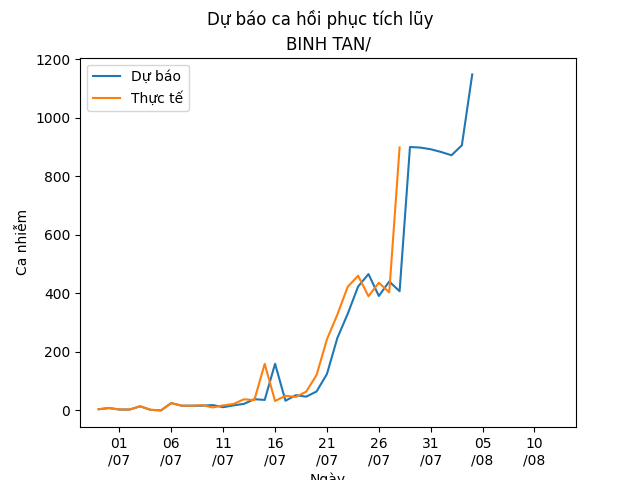 Dự báo ca hồi phục tích lũy
BINH TAN/
Dự báo
Thực tế
1200
1000
800
600
400
200
0
Ca nhiễm
01 06 11 16 21 26 31 05 10
/07 /07 /07 /07 /07 /07 /07 /08 /08
Ngày